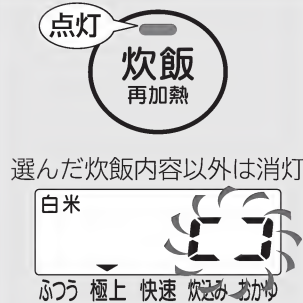 点灯
炊飯
再加熱
選んだ炊飯内容以外は消灯
白米
ふつう 極上 快速 炊込み おかゆ